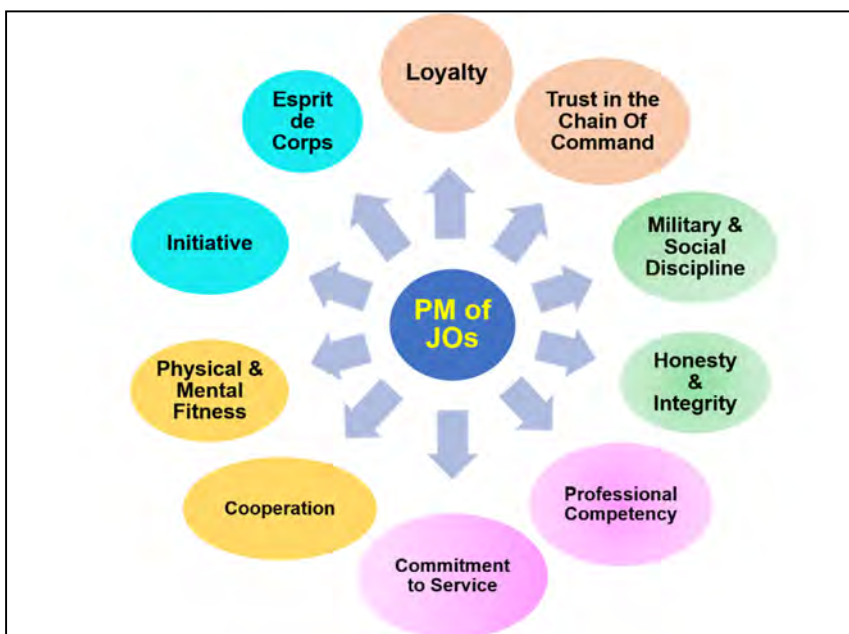 Loyalty
Trust in the
Chain Of
Command
Military &
Social
Discipline
Honesty
&
Integrity
Professional
Competency
Commitment
to Service
Cooperation
Physical &
Mental
Fitness
Initiative
Esprit
de
Corps
PM of
JOs